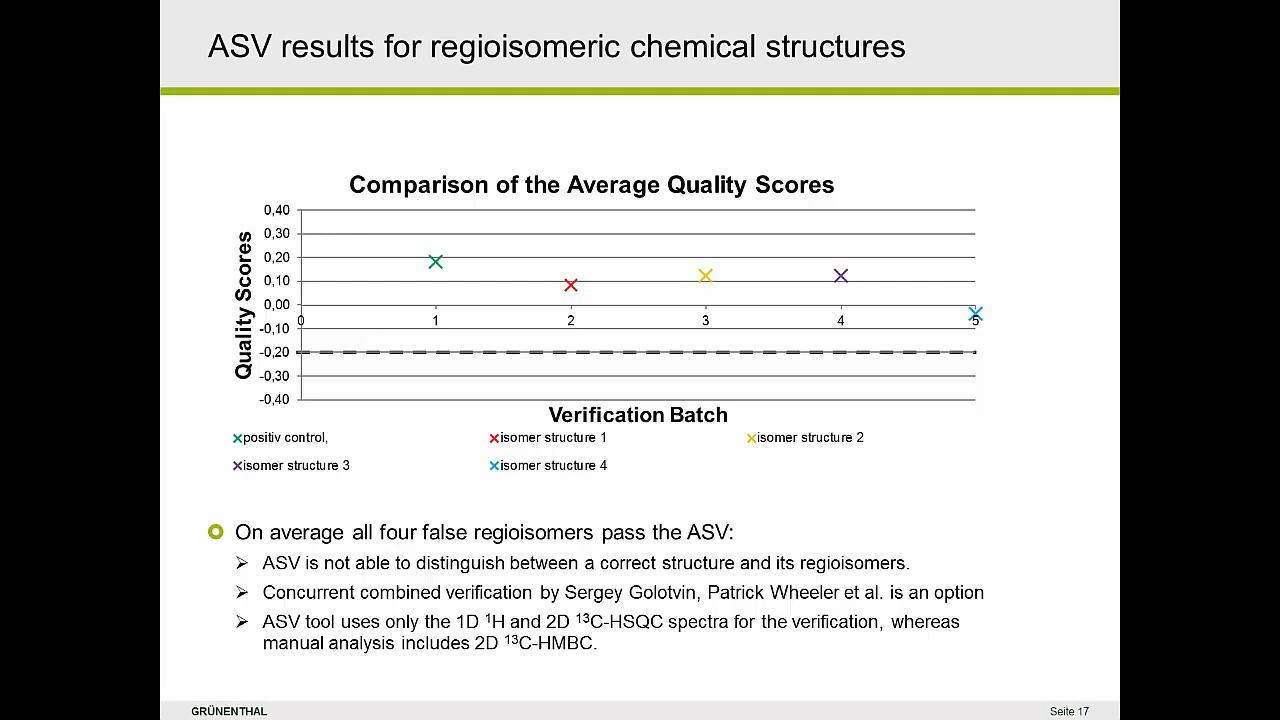 ASV results for regioisomeric chemical structures
Comparison of the Average Quality Scores
Quality Scores
0,40
0,30
0,20
0,10
0,00
-0,10
-0,20
-0,30
-0,40
0 1 2 3 4 5
Verification Batch
positiv control, isomer structure 1 isomer structure 2
isomer structure 3 isomer structure 4
On average all four false regioisomers pass the ASV:
ASV is not able to distinguish between a correct structure and its regioisomers.
Concurrent combined verification by Sergey Golotvin, Patrick Wheeler et al. is an option
ASV tool uses only the 1D ¹H and 2D ¹³C-HSQC spectra for the verification, whereas
manual analysis includes 2D ¹³C-HMBC.
GRÜNENTHAL Seite 17